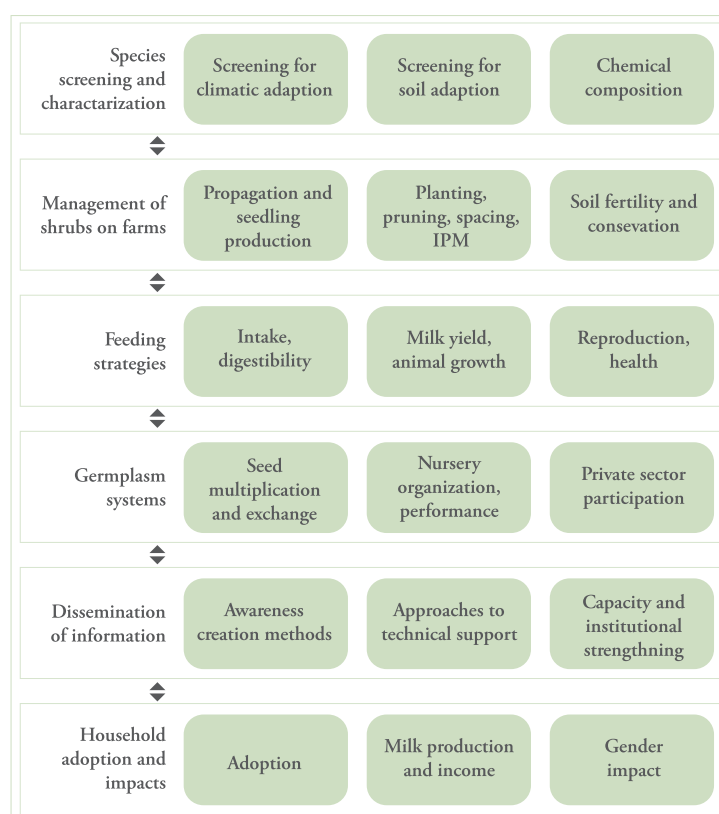 Species
screening and
charactarization
Screening for
climatic adaption
Screening for
soil adaption
Chemical
composition
Management of
shrubs on farms
Propagation and
seedling
production
Planting,
pruning, spacing,
IPM
Soil fertility and
consevation
Feeding
strategies
Intake,
digestibility
Milk yield,
animal growth
Reproduction,
health
Germplasm
systems
Seed
multiplication
and exchange
Nursery
organization,
performance
Private sector
participation
Dissemination
of information
Awareness
creation methods
Approaches to
technical support
Capacity and
institutional
strengthning
Household
adoption and
impacts
Adoption
Milk production
and income
Gender
impact